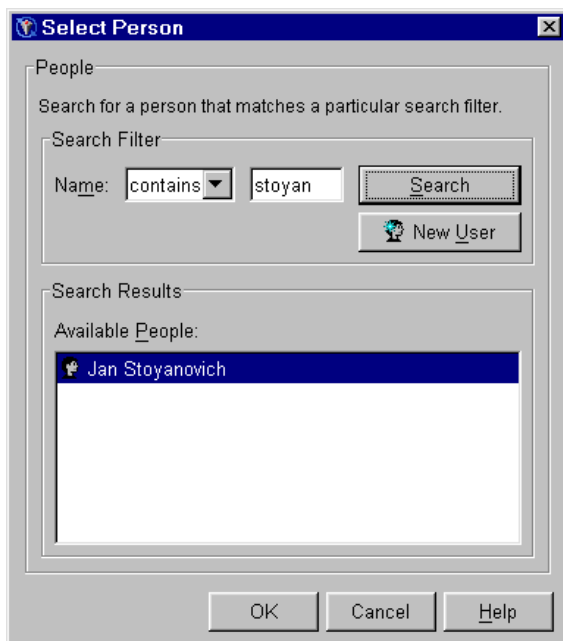 Select Person
People
Search for a person that matches a particular search filter.
Search Filter
Name: contains stoyan Search
New User
Search Results
Available People:
Jan Stoyanovich
OK Cancel Help